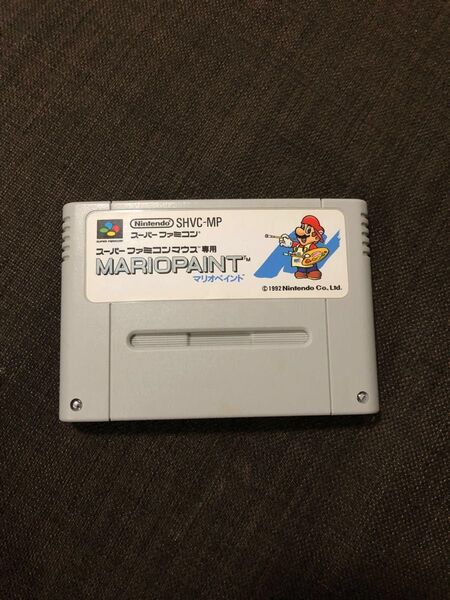 Nintendo SHVC-MP
SUPER FAMICOM
スーパーファミコン
スーパーファミコンマウス専用
MARIOPAINT™
マリオペイント
©1992 Nintendo Co., Ltd.